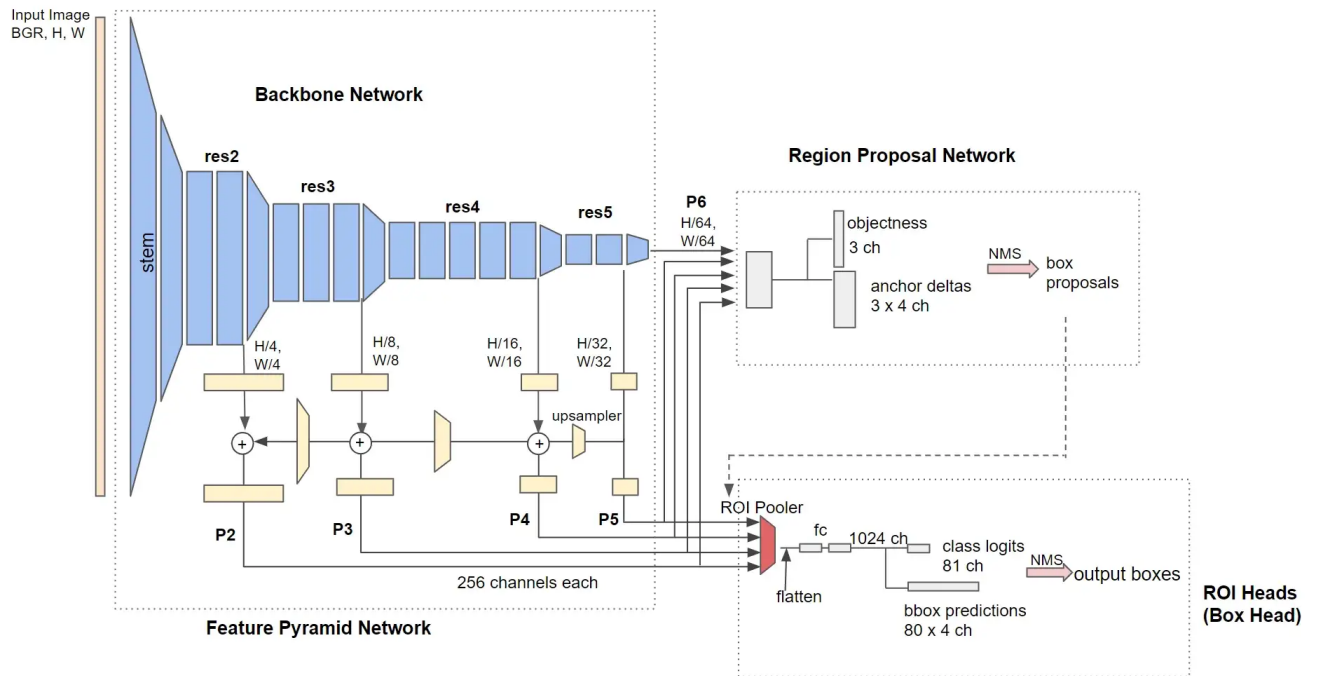 Input Image
BGR, H, W
Backbone Network
stem
res2
res3
res4
res5
H/4,
W/4
H/8,
W/8
H/16,
W/16
H/32,
W/32
upsampler
+
+
+
P2
P3
P4
P5
256 channels each
Feature Pyramid Network
P6
H/64,
W/64
Region Proposal Network
objectness
3 ch
anchor deltas
3 x 4 ch
NMS
box
proposals
ROI Pooler
flatten
fc
1024 ch
class logits
81 ch
bbox predictions
80 x 4 ch
NMS
output boxes
ROI Heads
(Box Head)